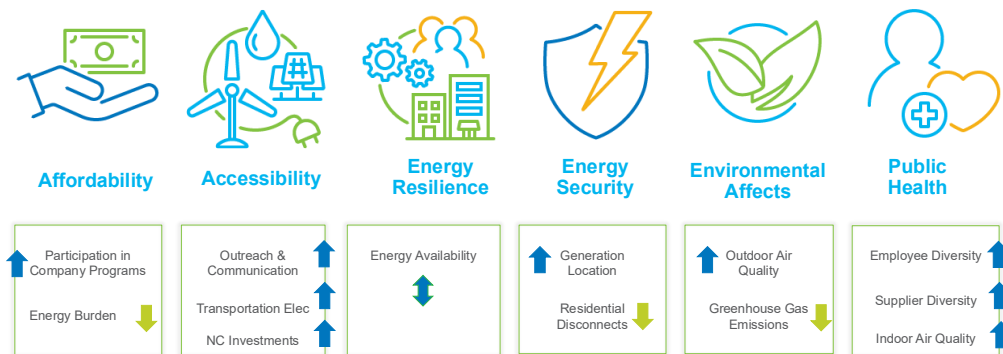 Affordability
Accessibility
Energy
Resilience
Energy
Security
Environmental
Affects
Public
Health
Participation in
Company Programs
Energy Burden
Outreach &
Communication
Transportation Elec
NC Investments
Energy Availability
Generation
Location
Residential
Disconnects
Outdoor Air
Quality
Greenhouse Gas
Emissions
Employee Diversity
Supplier Diversity
Indoor Air Quality